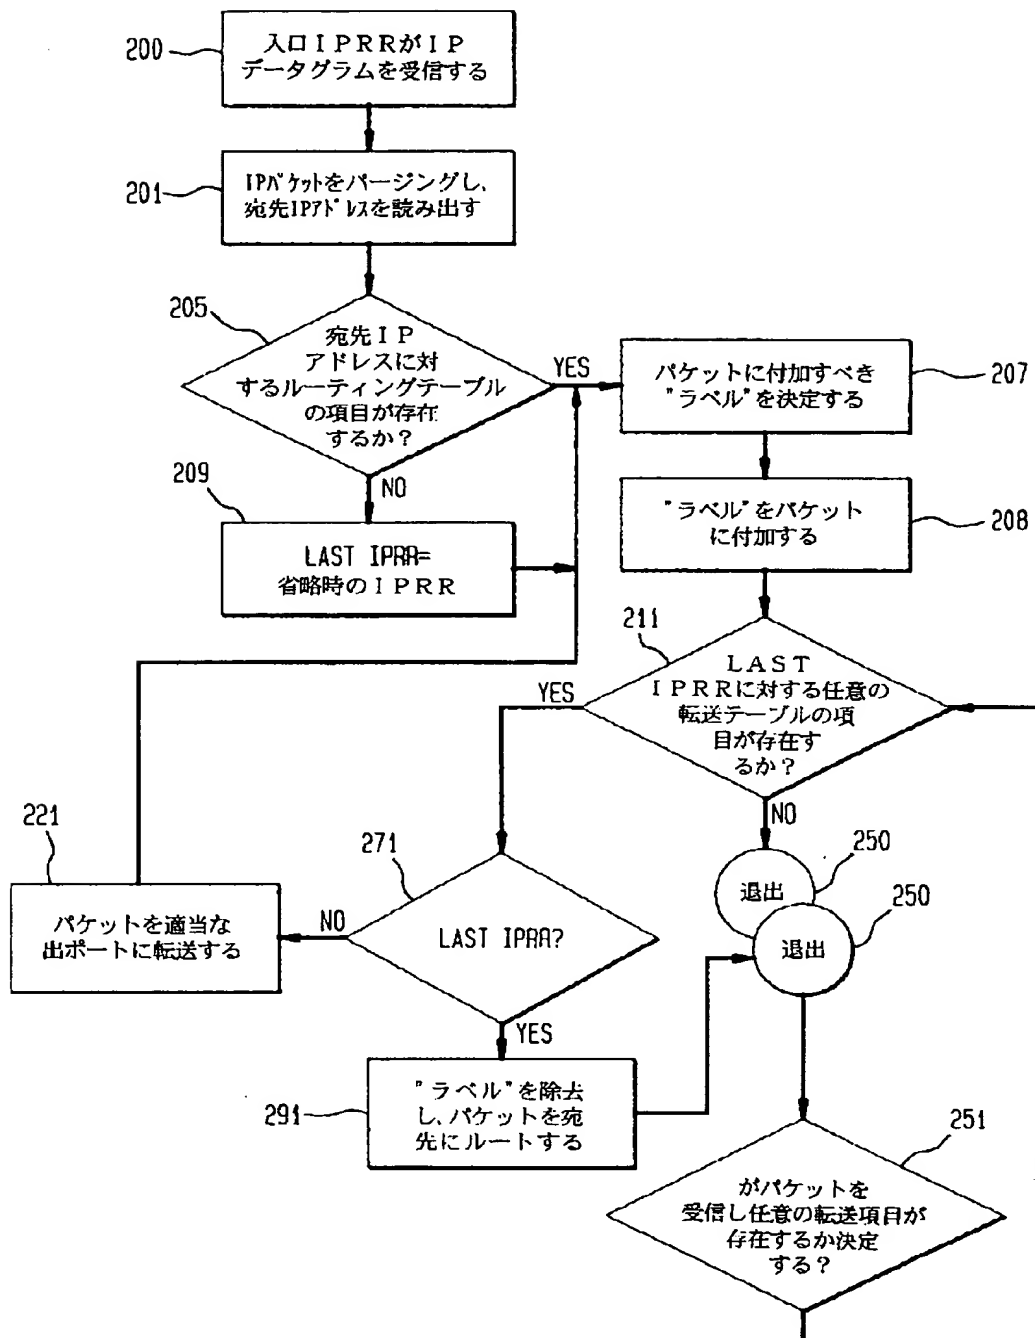 200
入口ＩＰＲＲがＩＰ
データグラムを受信する
201
IPﾊﾟｹｯﾄをパージングし、
宛先IPｱﾄﾞﾚｽを読み出す
205
宛先ＩＰ
アドレスに対
するルーティングテーブル
の項目が存在
するか？
YES
NO
207
パケットに付加すべき
"ラベル"を決定する
209
LAST IPRR=
省略時のＩＰＲＲ
208
"ラベル"をパケット
に付加する
211
ＬＡＳＴ
ＩＰＲＲに対する任意の
転送テーブルの項
目が存在す
るか？
YES
NO
221
パケットを適当な
出ポートに転送する
271
LAST IPRR?
NO
YES
250
退出
250
退出
291
"ラベル"を除去
し、パケットを宛
先にルートする
251
がパケットを
受信し任意の転送項目が
存在するか決定
する？